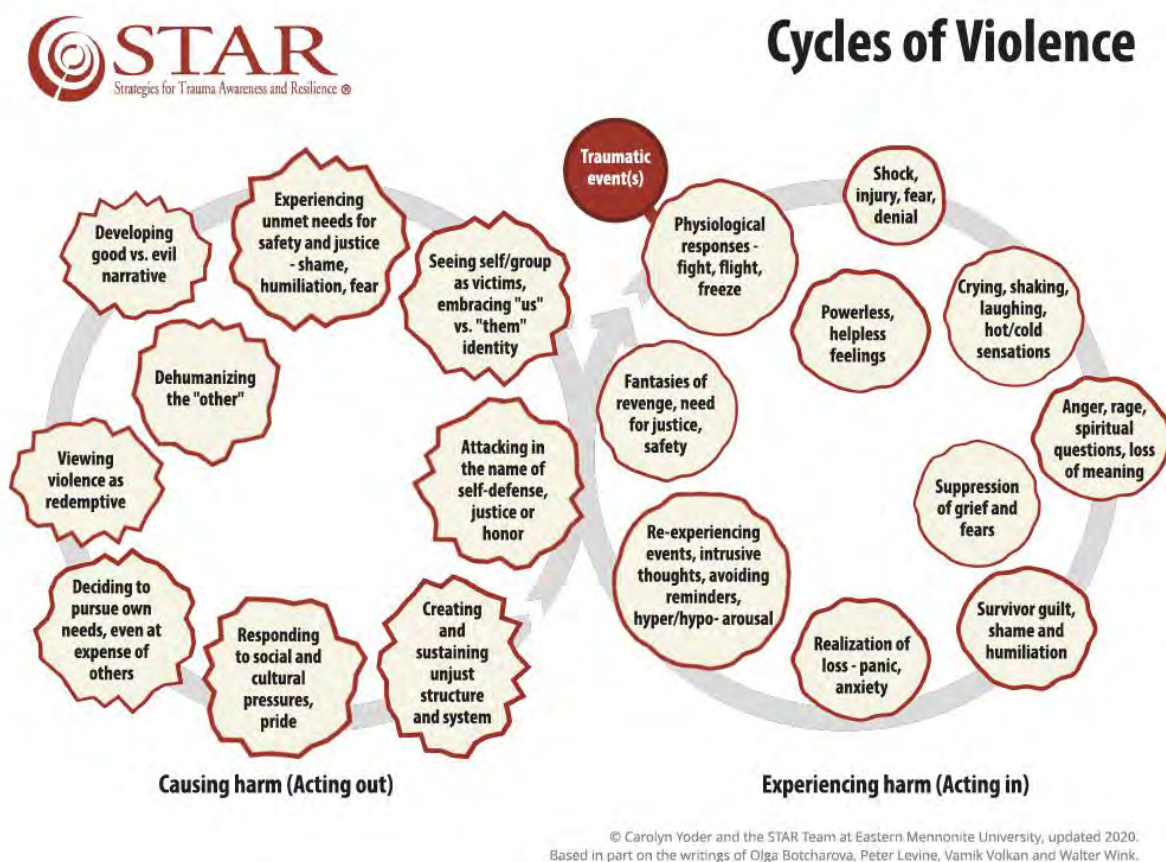 STAR
Strategies for Trauma Awareness and Resilience ®
Cycles of Violence
Traumatic
event(s)
Physiological
responses -
fight, flight,
freeze
Shock,
injury, fear,
denial
Powerless,
helpless
feelings
Crying, shaking,
laughing,
hot/cold
sensations
Anger, rage,
spiritual
questions, loss
of meaning
Suppression
of grief and
fears
Survivor guilt,
shame and
humiliation
Realization of
loss - panic,
anxiety
Re-experiencing
events, intrusive
thoughts, avoiding
reminders,
hyper/hypo- arousal
Fantasies of
revenge, need
for justice,
safety
Seeing self/group
as victims,
embracing "us"
vs. "them"
identity
Experiencing
unmet needs for
safety and justice
- shame,
humiliation, fear
Developing
good vs. evil
narrative
Dehumanizing
the "other"
Viewing
violence as
redemptive
Deciding to
pursue own
needs, even at
expense of
others
Responding
to social and
cultural
pressures,
pride
Creating
and
sustaining
unjust
structure
and system
Attacking in
the name of
self-defense,
justice or
honor
Causing harm (Acting out)
Experiencing harm (Acting in)
© Carolyn Yoder and the STAR Team at Eastern Mennonite University, updated 2020.
Based in part on the writings of Olga Botcharova, Peter Levine, Vamik Volkan and Walter Wink.